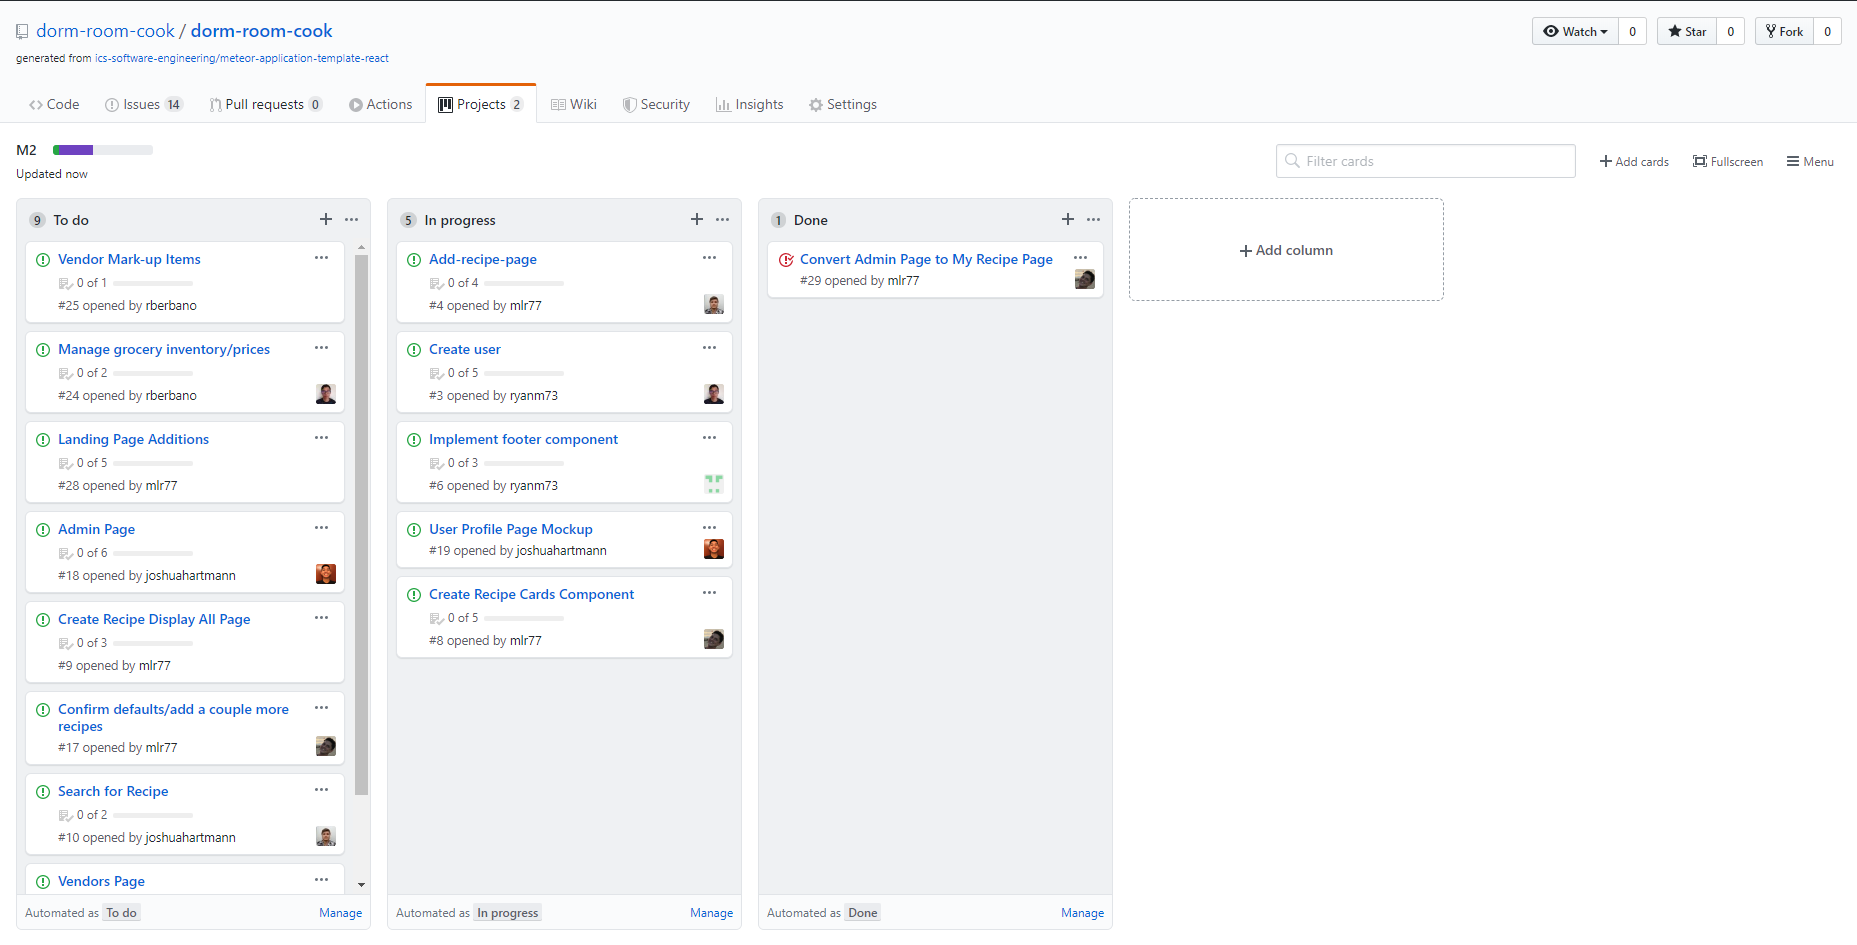 dorm-room-cook / dorm-room-cook
Watch 0
Star 0
Fork 0
generated from ics-software-engineering/meteor-application-template-react
Code
Issues 14
Pull requests 0
Actions
Projects 2
Wiki
Security
Insights
Settings
M2
Updated now
Filter cards
Add cards
Fullscreen
Menu
9 To do
Vendor Mark-up Items
0 of 1
#25 opened by rberbano
Manage grocery inventory/prices
0 of 2
#24 opened by rberbano
Landing Page Additions
0 of 5
#28 opened by mlr77
Admin Page
0 of 6
#18 opened by joshuahartmann
Create Recipe Display All Page
0 of 3
#9 opened by mlr77
Confirm defaults/add a couple more
recipes
#17 opened by mlr77
Search for Recipe
0 of 2
#10 opened by joshuahartmann
Vendors Page
Automated as To do
Manage
5 In progress
Add-recipe-page
0 of 4
#4 opened by mlr77
Create user
0 of 5
#3 opened by ryanm73
Implement footer component
0 of 3
#6 opened by ryanm73
User Profile Page Mockup
#19 opened by joshuahartmann
Create Recipe Cards Component
0 of 5
#8 opened by mlr77
Automated as In progress
Manage
1 Done
Convert Admin Page to My Recipe Page
#29 opened by mlr77
Automated as Done
Manage
Add column